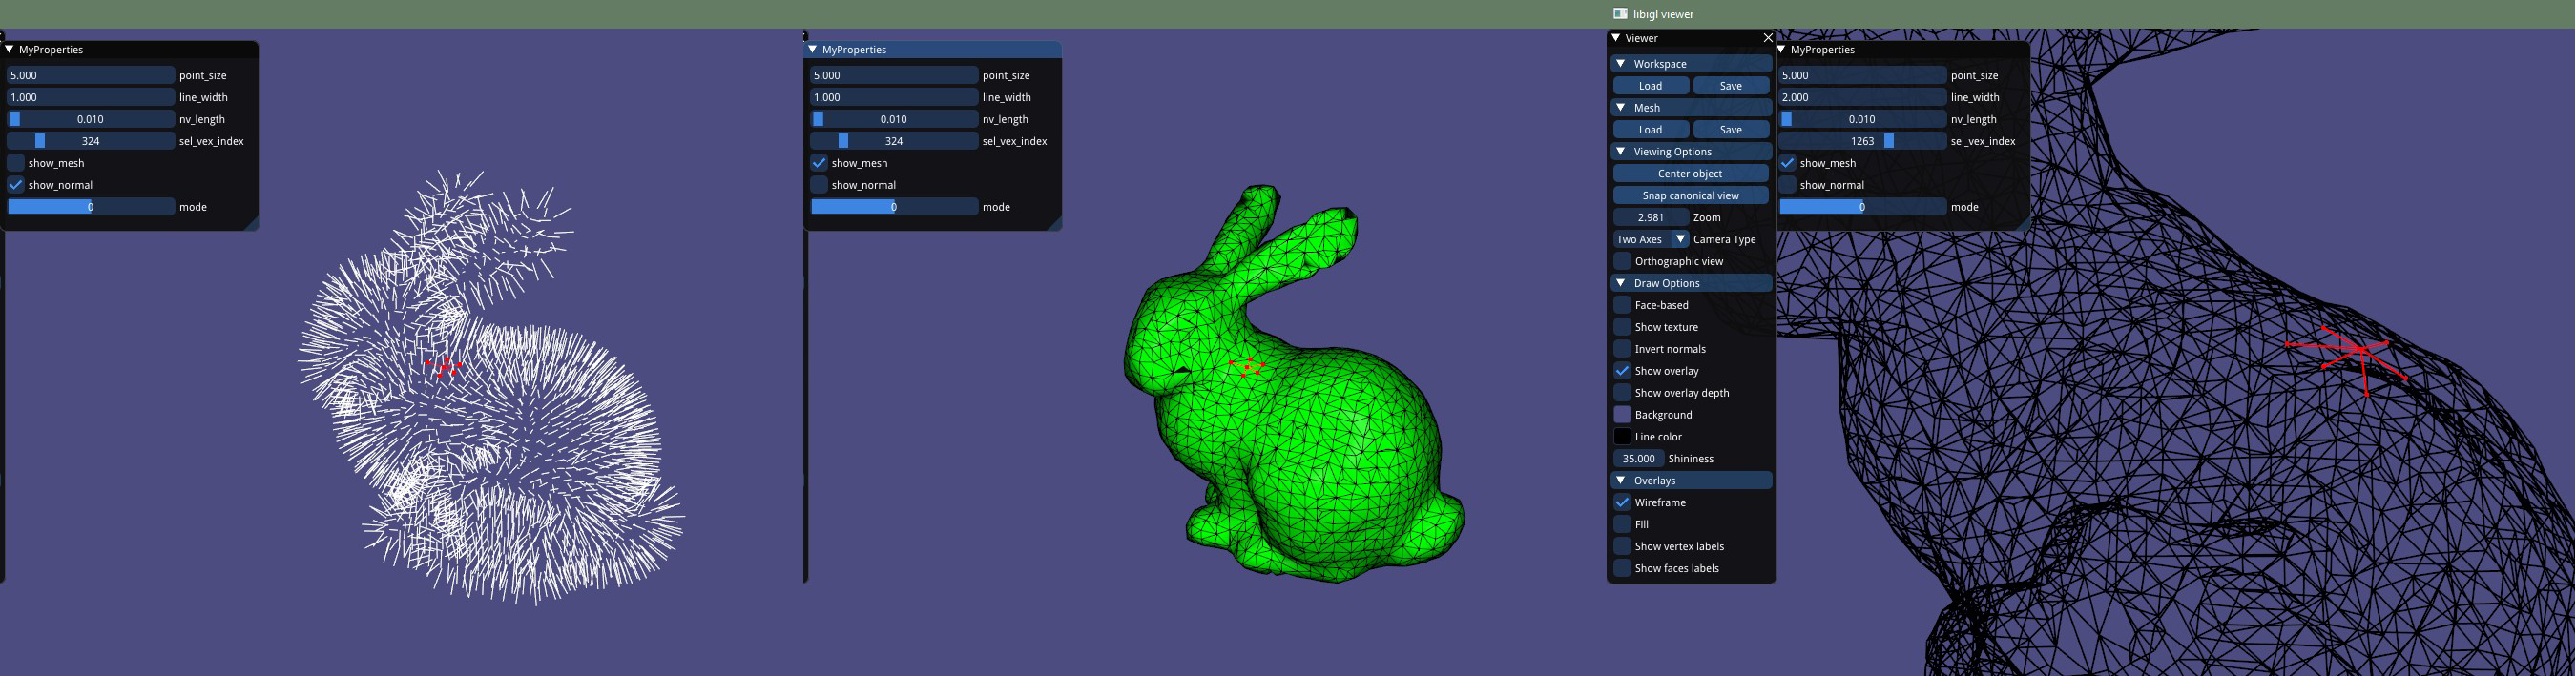 MyProperties
5.000 point_size
1.000 line_width
0.010 nv_length
324 sel_vex_index
show_mesh
show_normal
0 mode
MyProperties
5.000 point_size
1.000 line_width
0.010 nv_length
324 sel_vex_index
show_mesh
show_normal
0 mode
libigl viewer
Viewer
Workspace
Load Save
Mesh
Load Save
Viewing Options
Center object
Snap canonical view
2.981 Zoom
Two Axes Camera Type
Orthographic view
Draw Options
Face-based
Show texture
Invert normals
Show overlay
Show overlay depth
Background
Line color
35.000 Shininess
Overlays
Wireframe
Fill
Show vertex labels
Show faces labels
MyProperties
5.000 point_size
2.000 line_width
0.010 nv_length
1263 sel_vex_index
show_mesh
show_normal
0 mode